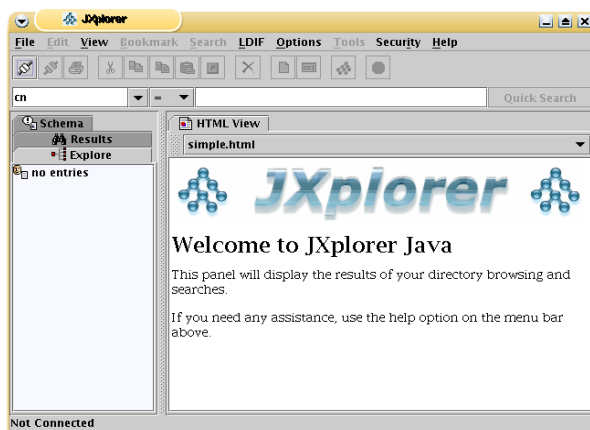 JXplorer
File Edit View Bookmark Search LDIF Options Tools Security Help
cn = Quick Search
Schema
Results
Explore
no entries
HTML View
simple.html
JXplorer
Welcome to JXplorer Java
This panel will display the results of your directory browsing and
searches.
If you need any assistance, use the help option on the menu bar
above.
Not Connected